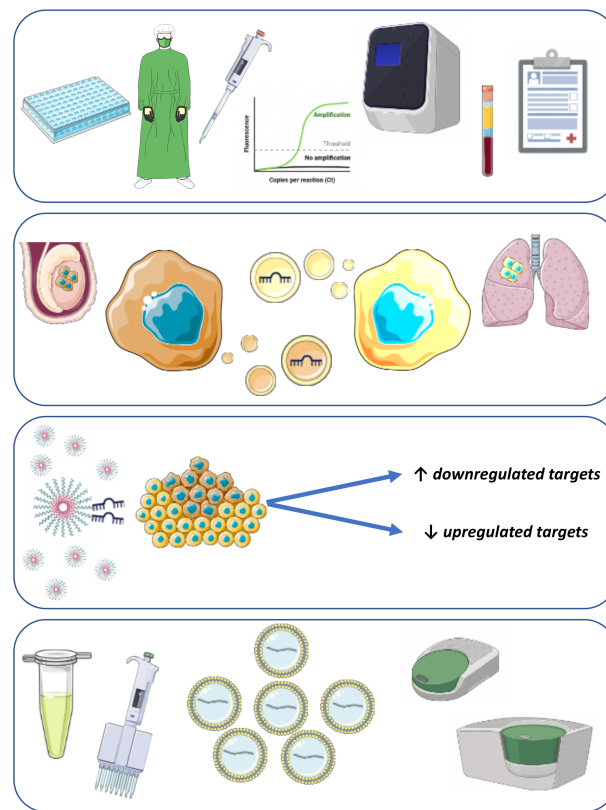 Fluorescence
Amplification
Threshold
No amplification
Copies per reaction (Ct)
↑ downregulated targets
↓ upregulated targets